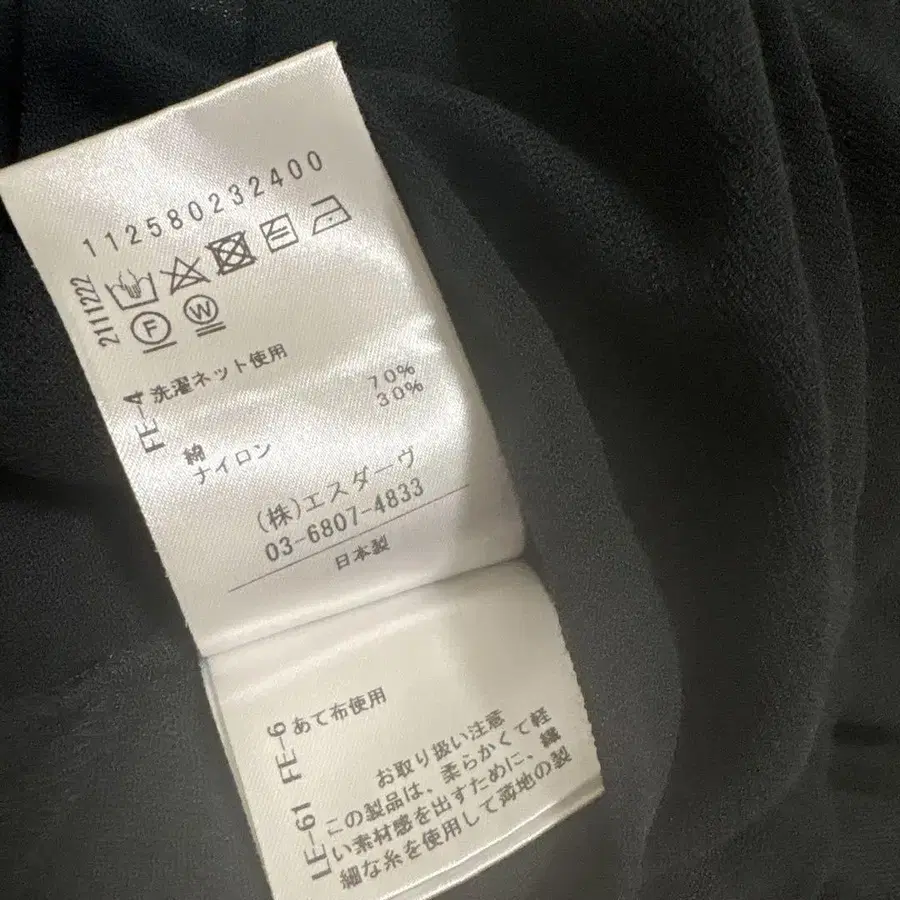 112580232400
211222
F W
FE-4 洗濯ネット使用
綿 70%
ナイロン 30%
(株)エスダーヴ
03-6807-4833
日本製
FE-6 あて布使用
LE-61 お取り扱い注意
この製品は、柔らかくて軽
い素材感を出すために、繊
細な糸を使用して薄地の製